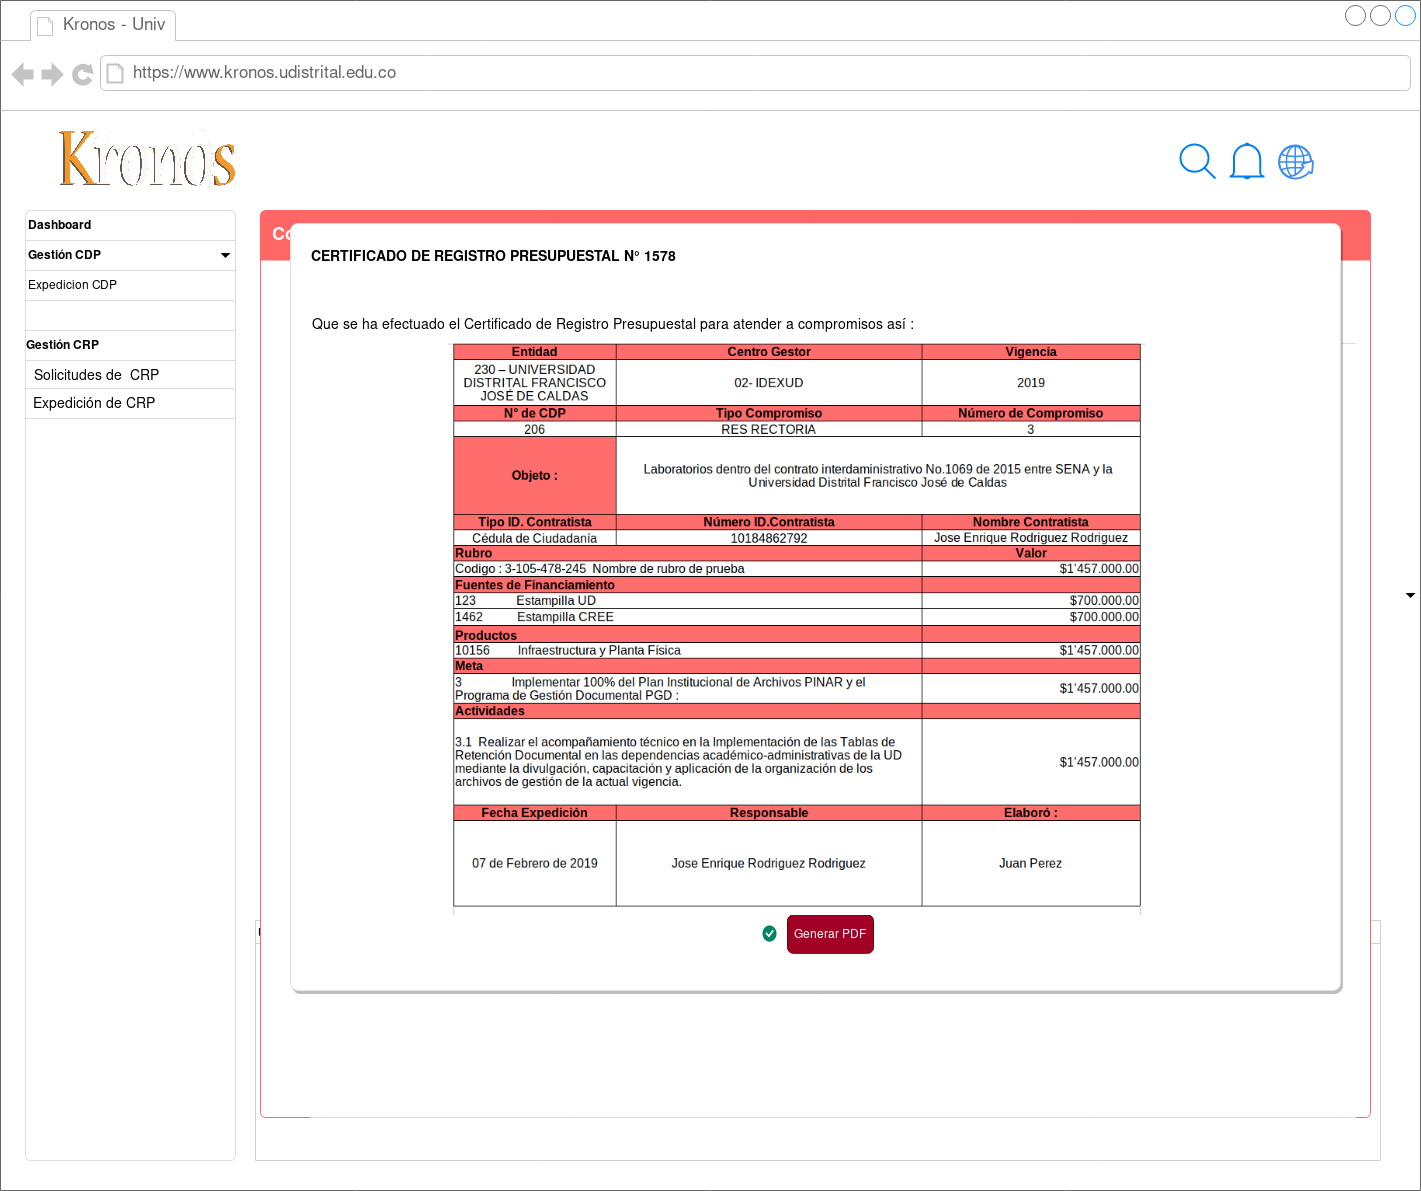 Kronos - Univ
https://www.kronos.udistrital.edu.co
Kronos
Dashboard
Gestión CDP
Expedicion CDP
Gestión CRP
Solicitudes de  CRP
Expedición de CRP
CERTIFICADO DE REGISTRO PRESUPUESTAL N° 1578
Que se ha efectuado el Certificado de Registro Presupuestal para atender a compromisos así :
Entidad Centro Gestor Vigencia
230 – UNIVERSIDAD
DISTRITAL FRANCISCO
JOSÉ DE CALDAS
02- IDEXUD
2019
N° de CDP Tipo Compromiso Número de Compromiso
206 RES RECTORIA 3
Objeto :
Laboratorios dentro del contrato interdaministrativo No.1069 de 2015 entre SENA y la
Universidad Distrital Francisco José de Caldas
Tipo ID. Contratista Número ID.Contratista Nombre Contratista
Cédula de Ciudadanía 10184862792 Jose Enrique Rodriguez Rodriguez
Rubro Valor
Codigo : 3-105-478-245  Nombre de rubro de prueba $1'457.000.00
Fuentes de Financiamiento
123 Estampilla UD $700.000.00
1462 Estampilla CREE $700.000.00
Productos
10156 Infraestructura y Planta Física $1'457.000.00
Meta
3 Implementar 100% del Plan Institucional de Archivos PINAR y el
Programa de Gestión Documental PGD :
$1'457.000.00
Actividades
3.1  Realizar el acompañamiento técnico en la Implementación de las Tablas de
Retención Documental en las dependencias académico-administrativas de la UD
mediante la divulgación, capacitación y aplicación de la organización de los
archivos de gestión de la actual vigencia.
$1'457.000.00
Fecha Expedición Responsable Elaboró :
07 de Febrero de 2019 Jose Enrique Rodriguez Rodriguez Juan Perez
Generar PDF